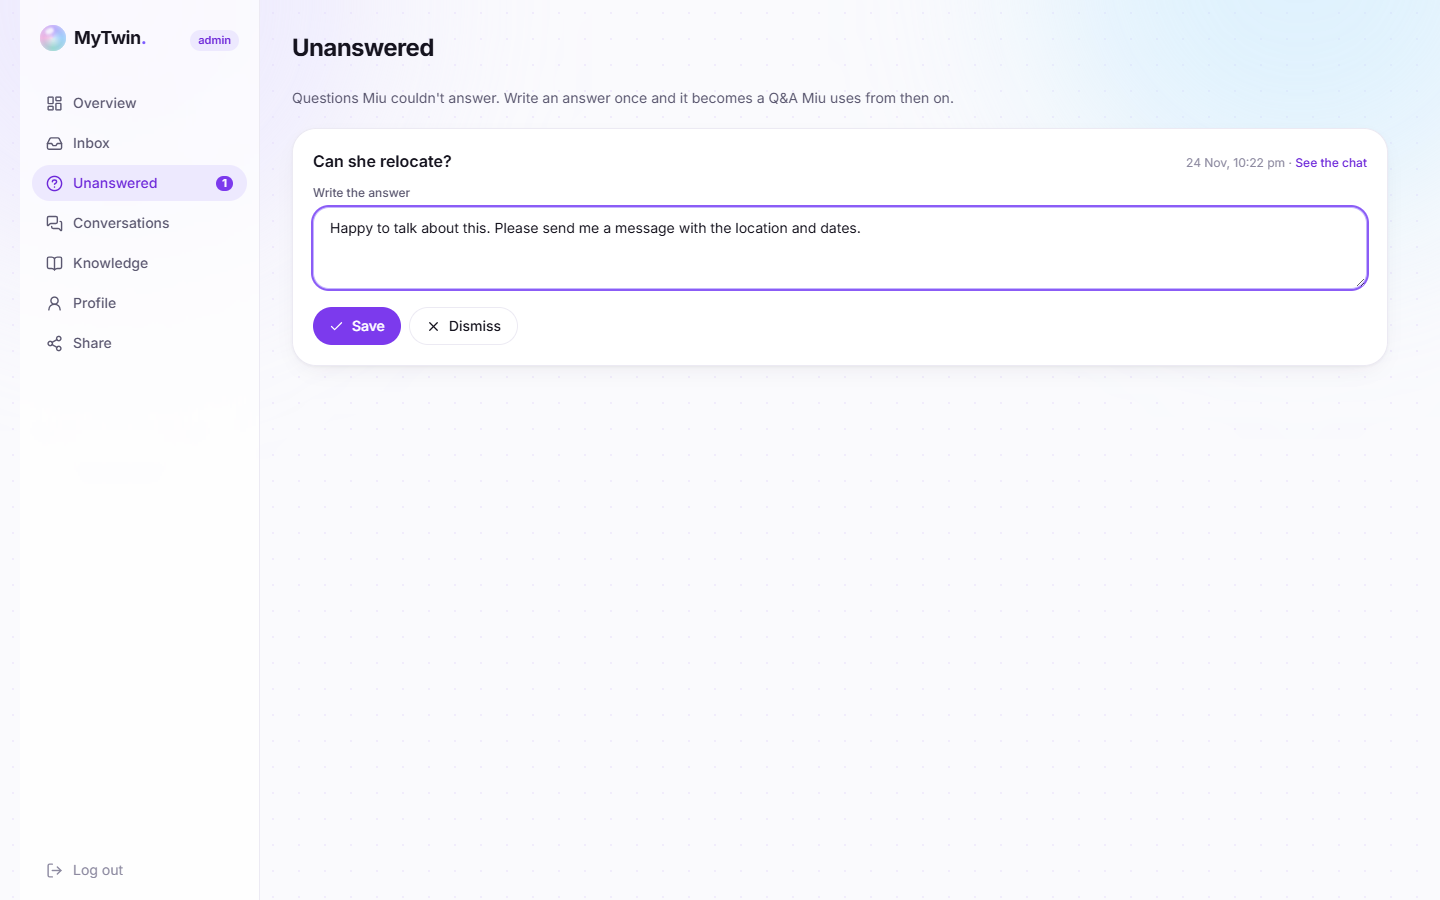 MyTwin.
admin
Overview
Inbox
Unanswered
1
Conversations
Knowledge
Profile
Share
Log out
Unanswered
Questions Miu couldn't answer. Write an answer once and it becomes a Q&A Miu uses from then on.
Can she relocate?
24 Nov, 10:22 pm · See the chat
Write the answer
Happy to talk about this. Please send me a message with the location and dates.
Save
Dismiss